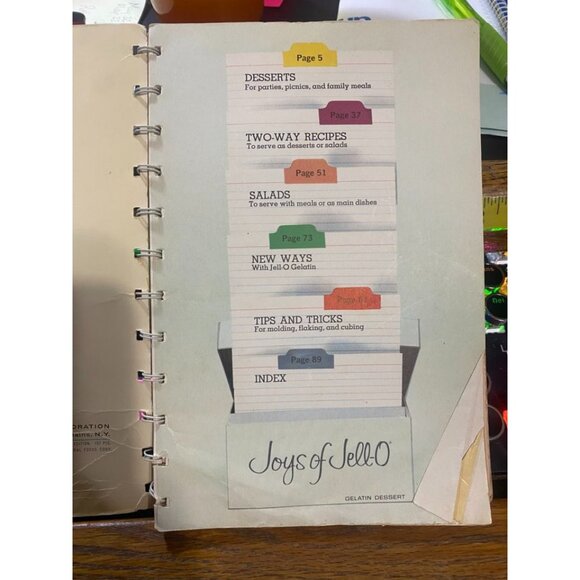 Page 5
DESSERTS
For parties, picnics, and family meals
Page 37
TWO-WAY RECIPES
To serve as desserts or salads
Page 51
SALADS
To serve with meals or as main dishes
Page 73
NEW WAYS
With Jell-O Gelatin
TIPS AND TRICKS
For molding, flaking, and cubing
Page 89
INDEX
Joys of Jell-O®
GELATIN DESSERT
ORATION
N.Y.